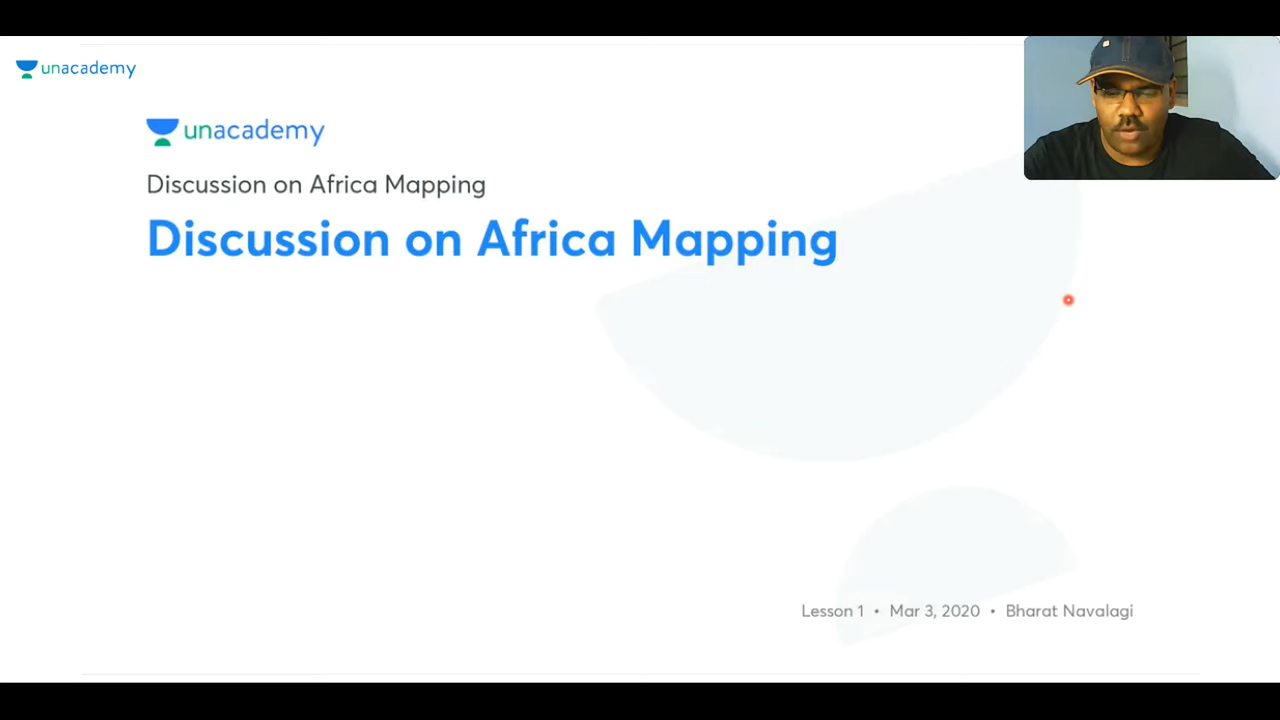 unacademy
unacademy
Discussion on Africa Mapping
Discussion on Africa Mapping
Lesson 1 • Mar 3, 2020 • Bharat Navalagi